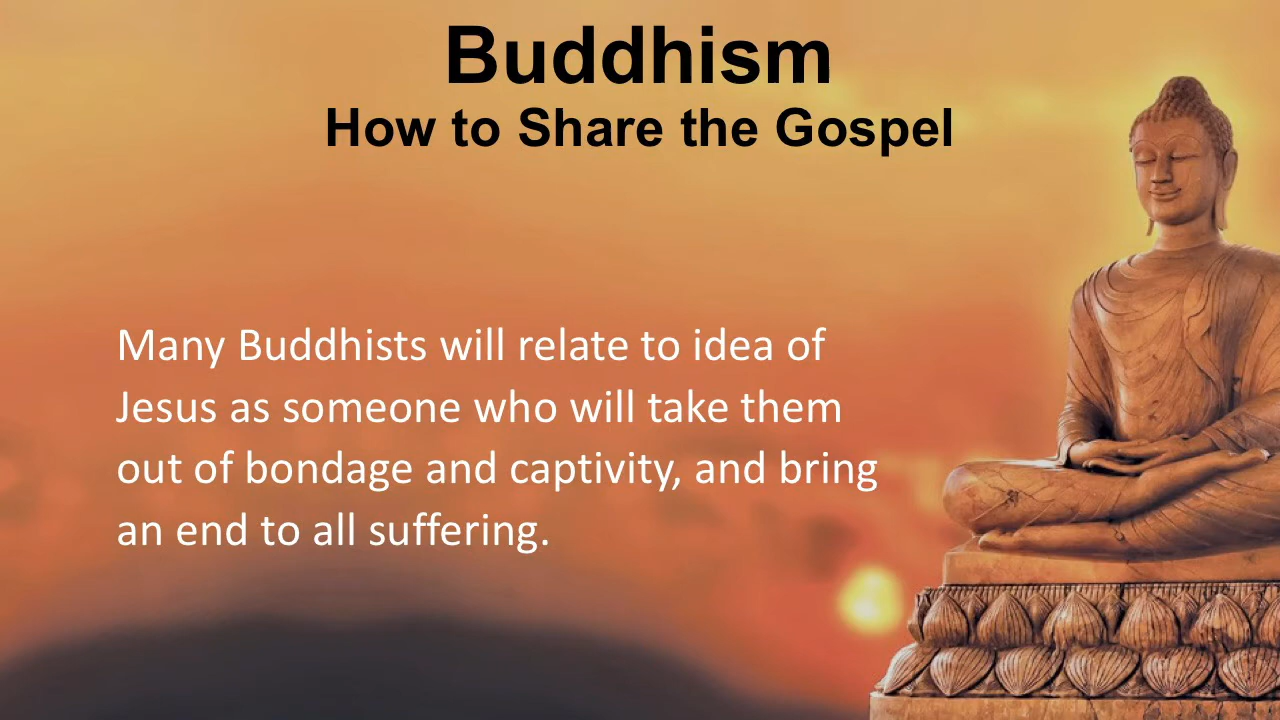 Buddhism
How to Share the Gospel
Many Buddhists will relate to idea of
Jesus as someone who will take them
out of bondage and captivity, and bring
an end to all suffering.